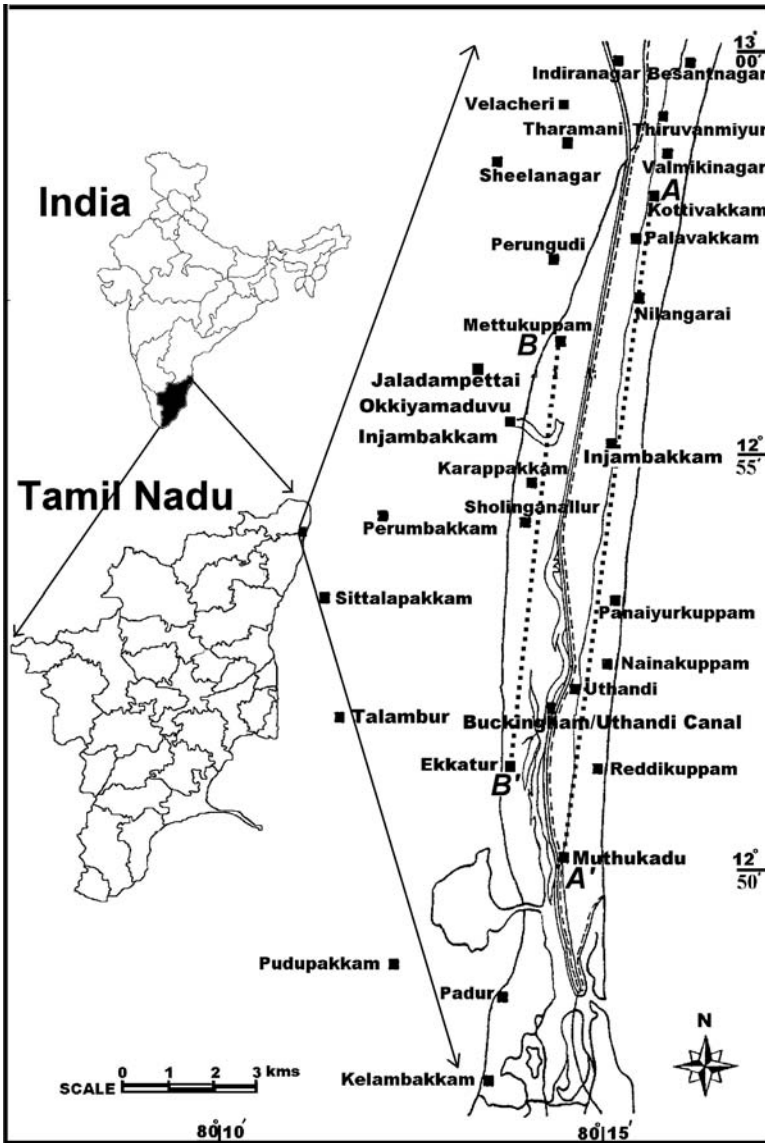 13°
00'
Indiranagar Besantnagar
Velacheri
Tharamani Thiruvanmiyur
Sheelanagar
Valmikinagar
A
Kottivakkam
India
Perungudi
Palavakkam
Nilangarai
Mettukuppam
B
Jaladampettai
Okkiyamaduvu
Injambakkam
Injambakkam
12°
55'
Karappakkam
Tamil Nadu
Sholinganallur
Perumbakkam
Sittalapakkam
Panaiyurkuppam
Nainakuppam
Uthandi
Talambur
Buckingham/Uthandi Canal
Ekkatur
B'
Reddikuppam
Muthukadu
A'
12°
50'
Pudupakkam
Padur
N
0 1 2 3 kms
SCALE
Kelambakkam
80°10'
80°15'